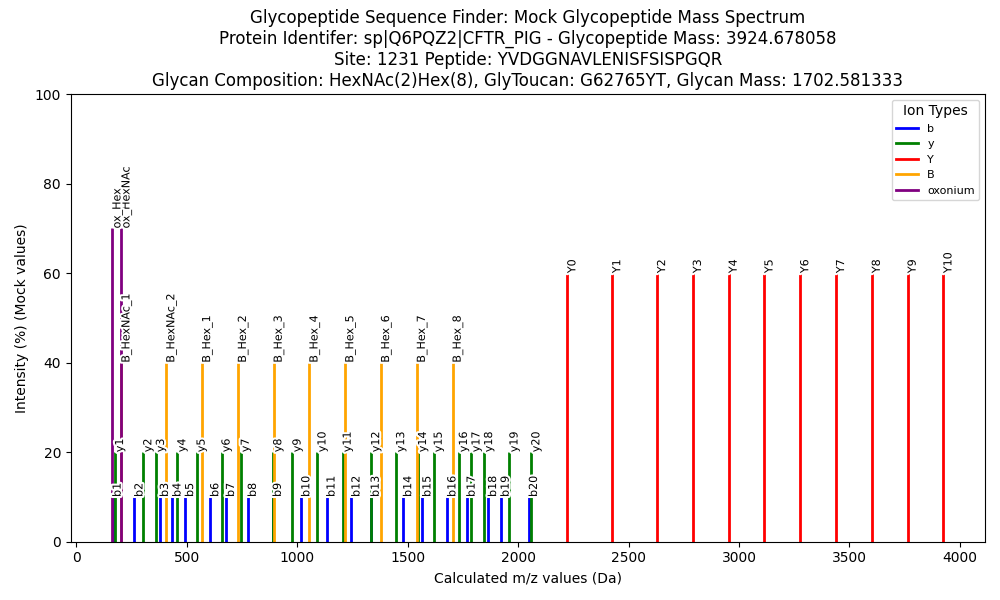 Glycopeptide Sequence Finder: Mock Glycopeptide Mass Spectrum
Protein Identifer: sp|Q6PQZ2|CFTR_PIG - Glycopeptide Mass: 3924.678058
Site: 1231 Peptide: YVDGGNAVLENISFSISPGQR
Glycan Composition: HexNAc(2)Hex(8), GlyToucan: G62765YT, Glycan Mass: 1702.581333
Intensity (%) (Mock values)
100
80
60
40
20
0
Ion Types
b
y
Y
B
oxonium
ox_Hex
ox_HexNAc
Y0
Y1
Y2
Y3
Y4
Y5
Y6
Y7
Y8
Y9
Y10
B_HexNAc_1
B_HexNAc_2
B_Hex_1
B_Hex_2
B_Hex_3
B_Hex_4
B_Hex_5
B_Hex_6
B_Hex_7
B_Hex_8
y1
y2
y3
y4
y5
y6
y7
y8
y9
y10
y11
y12
y13
y14
y15
y16
y17
y18
y19
y20
b1
b2
b3
b4
b5
b6
b7
b8
b9
b10
b11
b12
b13
b14
b15
b16
b17
b18
b19
b20
0
500
1000
1500
2000
2500
3000
3500
4000
Calculated m/z values (Da)